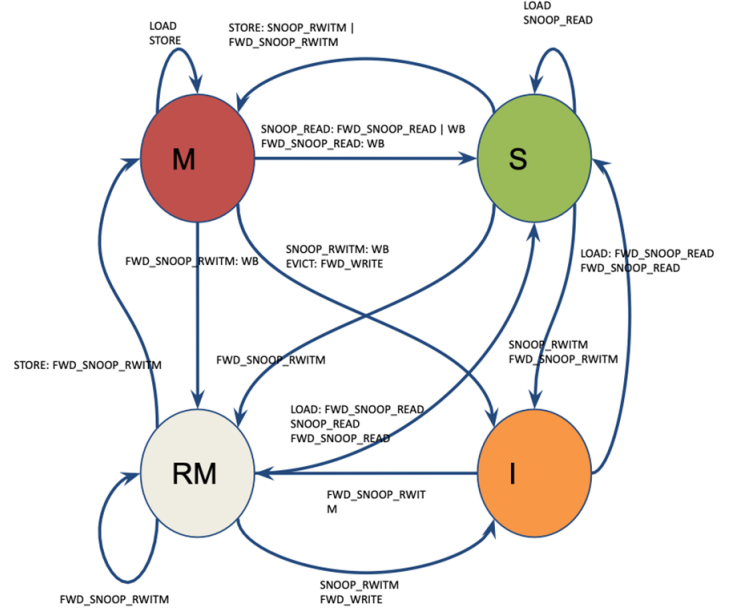 LOAD
SNOOP_READ
LOAD
STORE
STORE: SNOOP_RWITM |
FWD_SNOOP_RWITM
SNOOP_READ: FWD_SNOOP_READ | WB
FWD_SNOOP_READ: WB
M
S
SNOOP_RWITM: WB
EVICT: FWD_WRITE
FWD_SNOOP_RWITM: WB
LOAD: FWD_SNOOP_READ
FWD_SNOOP_READ
SNOOP_RWITM
FWD_SNOOP_RWITM
FWD_SNOOP_RWITM
STORE: FWD_SNOOP_RWITM
LOAD: FWD_SNOOP_READ
SNOOP_READ
FWD_SNOOP_READ
RM
I
FWD_SNOOP_RWIT
M
SNOOP_RWITM
FWD_WRITE
FWD_SNOOP_RWITM